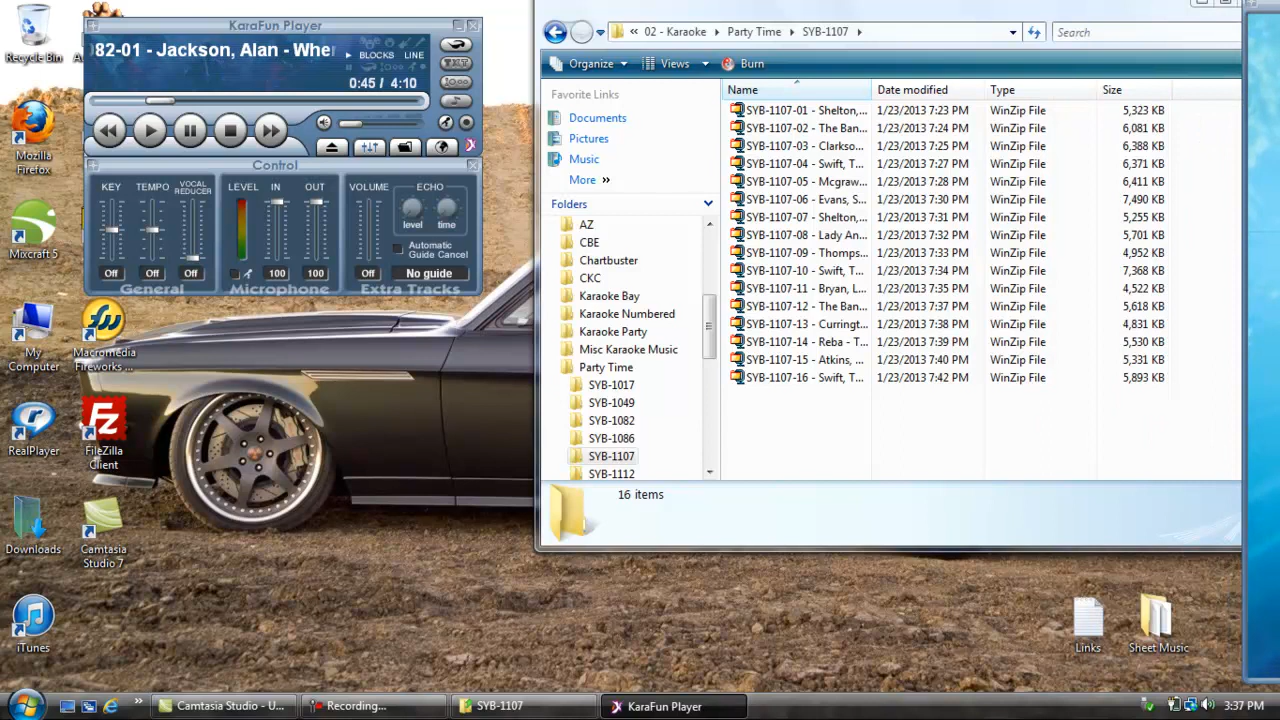 Recycle Bin
Mozilla
Firefox
Mixcraft 5
My
Computer
Macromedia
Fireworks ...
RealPlayer
FileZilla
Client
Downloads
Camtasia
Studio 7
iTunes
KaraFun Player
82-01 - Jackson, Alan - Wher
BLOCKS LINE
0:45 / 4:10
TXT
Control
KEY TEMPO VOCAL REDUCER LEVEL IN OUT VOLUME ECHO
level time
Automatic
Guide Cancel
Off Off Off 100 100 Off No guide
General Microphone Extra Tracks
« 02 - Karaoke Party Time SYB-1107
Search
Organize Views Burn
Favorite Links
Documents
Pictures
Music
More »
Folders
AZ
CBE
Chartbuster
CKC
Karaoke Bay
Karaoke Numbered
Karaoke Party
Misc Karaoke Music
Party Time
SYB-1017
SYB-1049
SYB-1082
SYB-1086
SYB-1107
SYB-1112
Name Date modified Type Size
SYB-1107-01 - Shelton,... 1/23/2013 7:23 PM WinZip File 5,323 KB
SYB-1107-02 - The Ban... 1/23/2013 7:24 PM WinZip File 6,081 KB
SYB-1107-03 - Clarkso... 1/23/2013 7:25 PM WinZip File 6,388 KB
SYB-1107-04 - Swift, T... 1/23/2013 7:27 PM WinZip File 6,371 KB
SYB-1107-05 - Mcgraw... 1/23/2013 7:28 PM WinZip File 6,411 KB
SYB-1107-06 - Evans, S... 1/23/2013 7:30 PM WinZip File 7,490 KB
SYB-1107-07 - Shelton,... 1/23/2013 7:31 PM WinZip File 5,255 KB
SYB-1107-08 - Lady An... 1/23/2013 7:32 PM WinZip File 5,701 KB
SYB-1107-09 - Thomps... 1/23/2013 7:33 PM WinZip File 4,952 KB
SYB-1107-10 - Swift, T... 1/23/2013 7:34 PM WinZip File 7,368 KB
SYB-1107-11 - Bryan, L... 1/23/2013 7:35 PM WinZip File 4,522 KB
SYB-1107-12 - The Ban... 1/23/2013 7:37 PM WinZip File 5,618 KB
SYB-1107-13 - Curringt... 1/23/2013 7:38 PM WinZip File 4,831 KB
SYB-1107-14 - Reba - T... 1/23/2013 7:39 PM WinZip File 5,530 KB
SYB-1107-15 - Atkins, ... 1/23/2013 7:40 PM WinZip File 5,331 KB
SYB-1107-16 - Swift, T... 1/23/2013 7:42 PM WinZip File 5,893 KB
16 items
Links
Sheet Music
Camtasia Studio - U... Recording... SYB-1107 KaraFun Player 3:37 PM